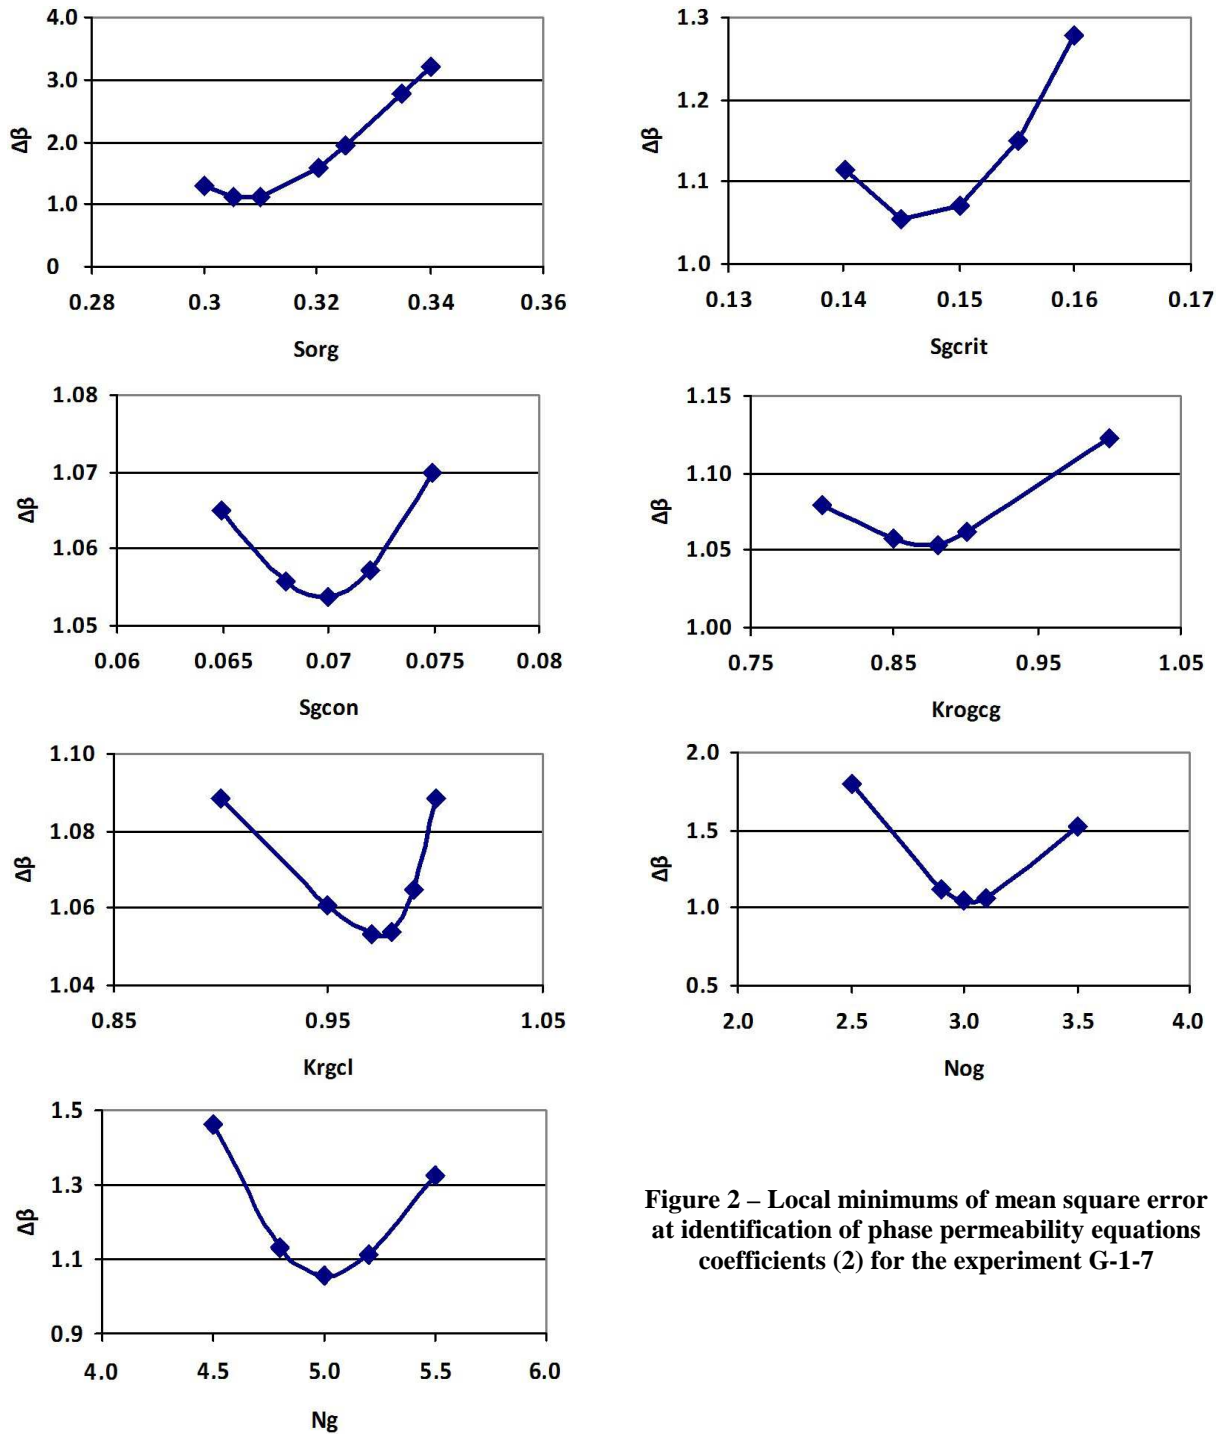 4.0
3.0
2.0
1.0
0
Δβ
0.28 0.3 0.32 0.34 0.36
Sorg
1.3
1.2
1.1
1.0
Δβ
0.13 0.14 0.15 0.16 0.17
Sgcrit
1.08
1.07
1.06
1.05
Δβ
0.06 0.065 0.07 0.075 0.08
Sgcon
1.15
1.10
1.05
1.00
Δβ
0.75 0.85 0.95 1.05
Krogcg
1.10
1.08
1.06
1.04
Δβ
0.85 0.95 1.05
Krgcl
2.0
1.5
1.0
0.5
Δβ
2.0 2.5 3.0 3.5 4.0
Nog
1.5
1.3
1.1
0.9
Δβ
4.0 4.5 5.0 5.5 6.0
Ng
Figure 2 – Local minimums of mean square error
at identification of phase permeability equations
coefficients (2) for the experiment G-1-7